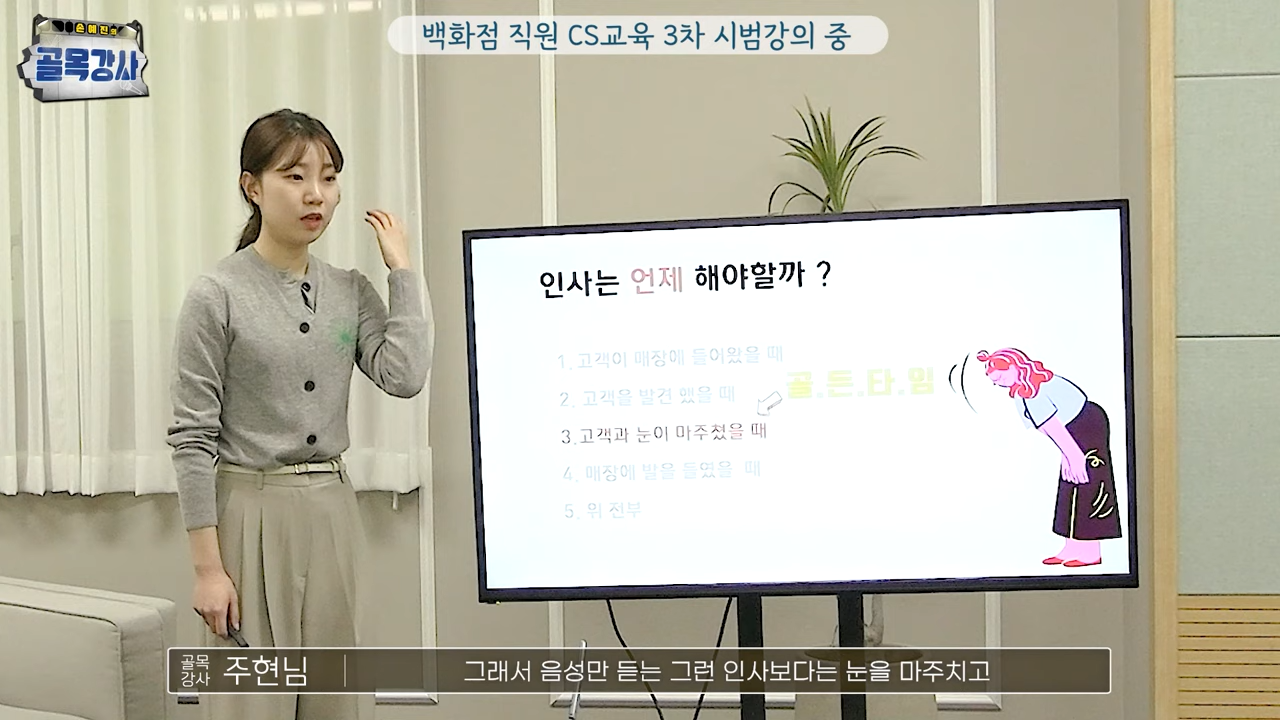 손혜진의
골목강사
백화점 직원 CS교육 3차 시범강의 중
인사는 언제 해야할까 ?
1. 고객이 매장에 들어왔을 때
2. 고객을 발견 했을 때
골.든.타.임
3.고객과 눈이 마주쳤을 때
4. 매장에 발을 들였을 때
5. 위 전부
골목
강사
주현님
그래서 음성만 듣는 그런 인사보다는 눈을 마주치고